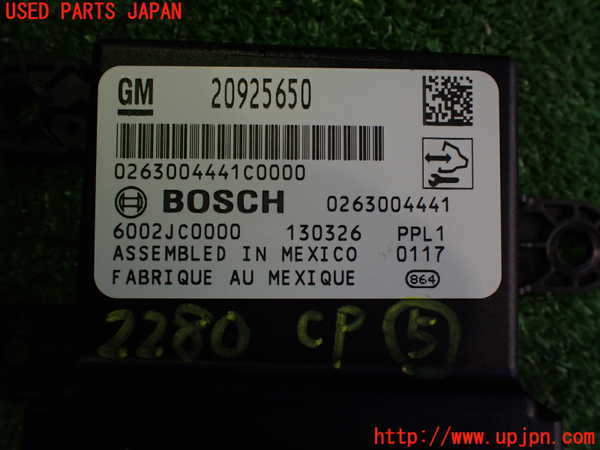 USED PARTS JAPAN
GM 20925650
0263004441C0000
BOSCH 0263004441
6002JC0000 130326 PPL1
ASSEMBLED IN MEXICO 0117
FABRIQUE AU MEXIQUE 864
2280 CP 5
http://www.upjpn.com/